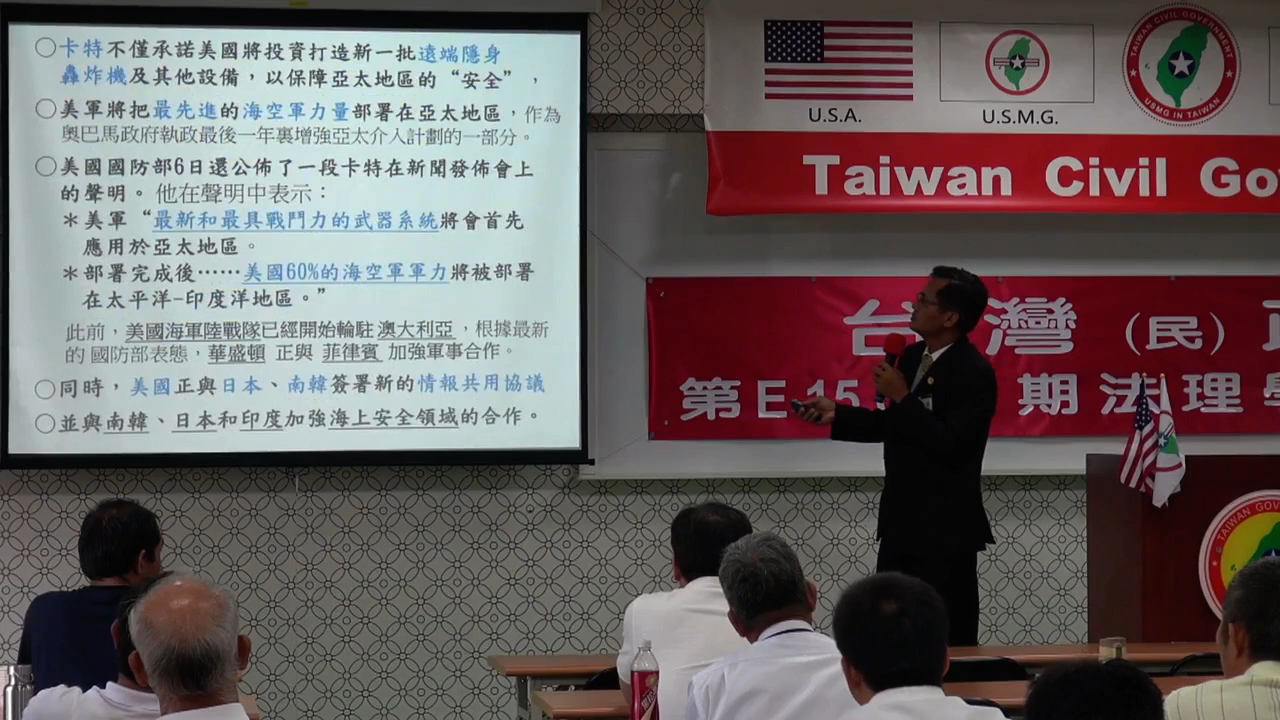 ○卡特不僅承諾美國將投資打造新一批遠端隱身
轟炸機及其他設備，以保障亞太地區的“安全”，
○美軍將把最先進的海空軍力量部署在亞太地區，作為
奧巴馬政府執政最後一年裏增強亞太介入計劃的一部分。
○美國國防部6日還公佈了一段卡特在新聞發佈會上
的聲明。他在聲明中表示：
＊美軍“最新和最具戰鬥力的武器系統將會首先
應用於亞太地區。
＊部署完成後……美國60%的海空軍軍力將被部署
在太平洋-印度洋地區。”
此前，美國海軍陸戰隊已經開始輪駐 澳大利亞，根據最新
的 國防部表態，華盛頓 正與 菲律賓 加強軍事合作。
○同時，美國正與日本、南韓簽署新的情報共用協議
○並與南韓、日本和印度加強海上安全領域的合作。
U.S.A.
U.S.M.G.
TAIWAN CIVIL GOVERNMENT
USMG IN TAIWAN
Taiwan Civil Go
台灣（民）政
第E15 期法理學
TAIWAN GOV